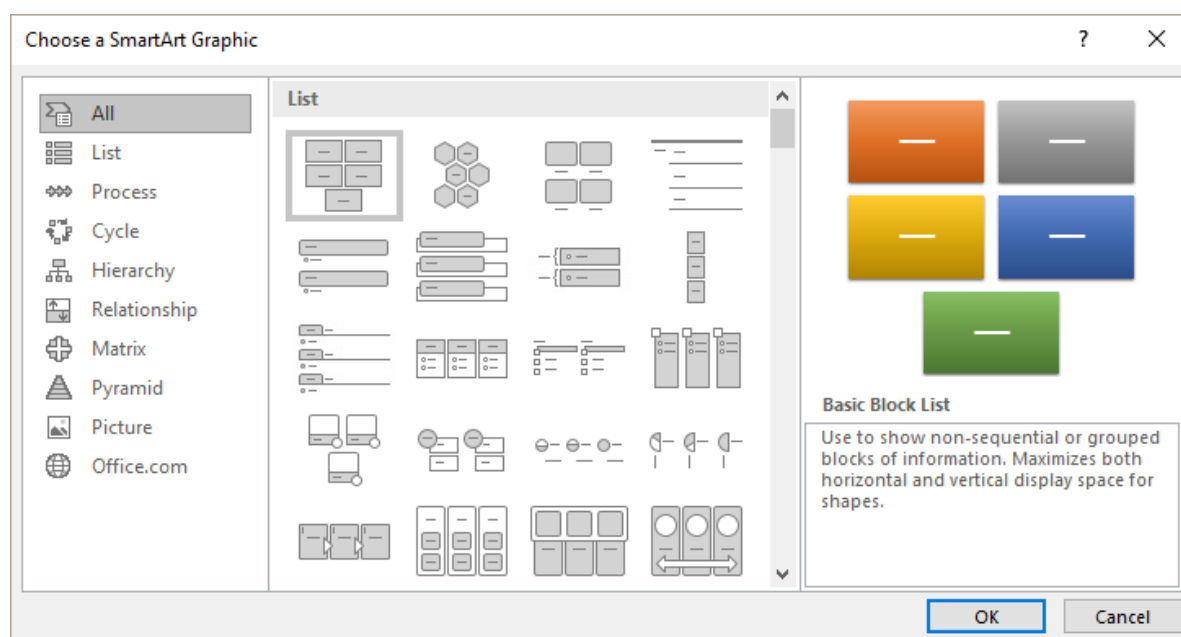 Choose a SmartArt Graphic
?
All
List
Process
Cycle
Hierarchy
Relationship
Matrix
Pyramid
Picture
Office.com
List
Basic Block List
Use to show non-sequential or grouped
blocks of information. Maximizes both
horizontal and vertical display space for
shapes.
OK
Cancel